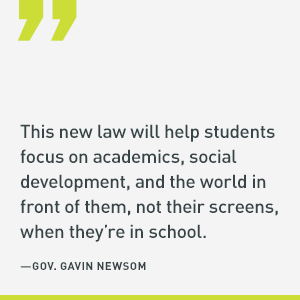 ”
This new law will help students
focus on academics, social
development, and the world in
front of them, not their screens,
when they’re in school.
—GOV. GAVIN NEWSOM